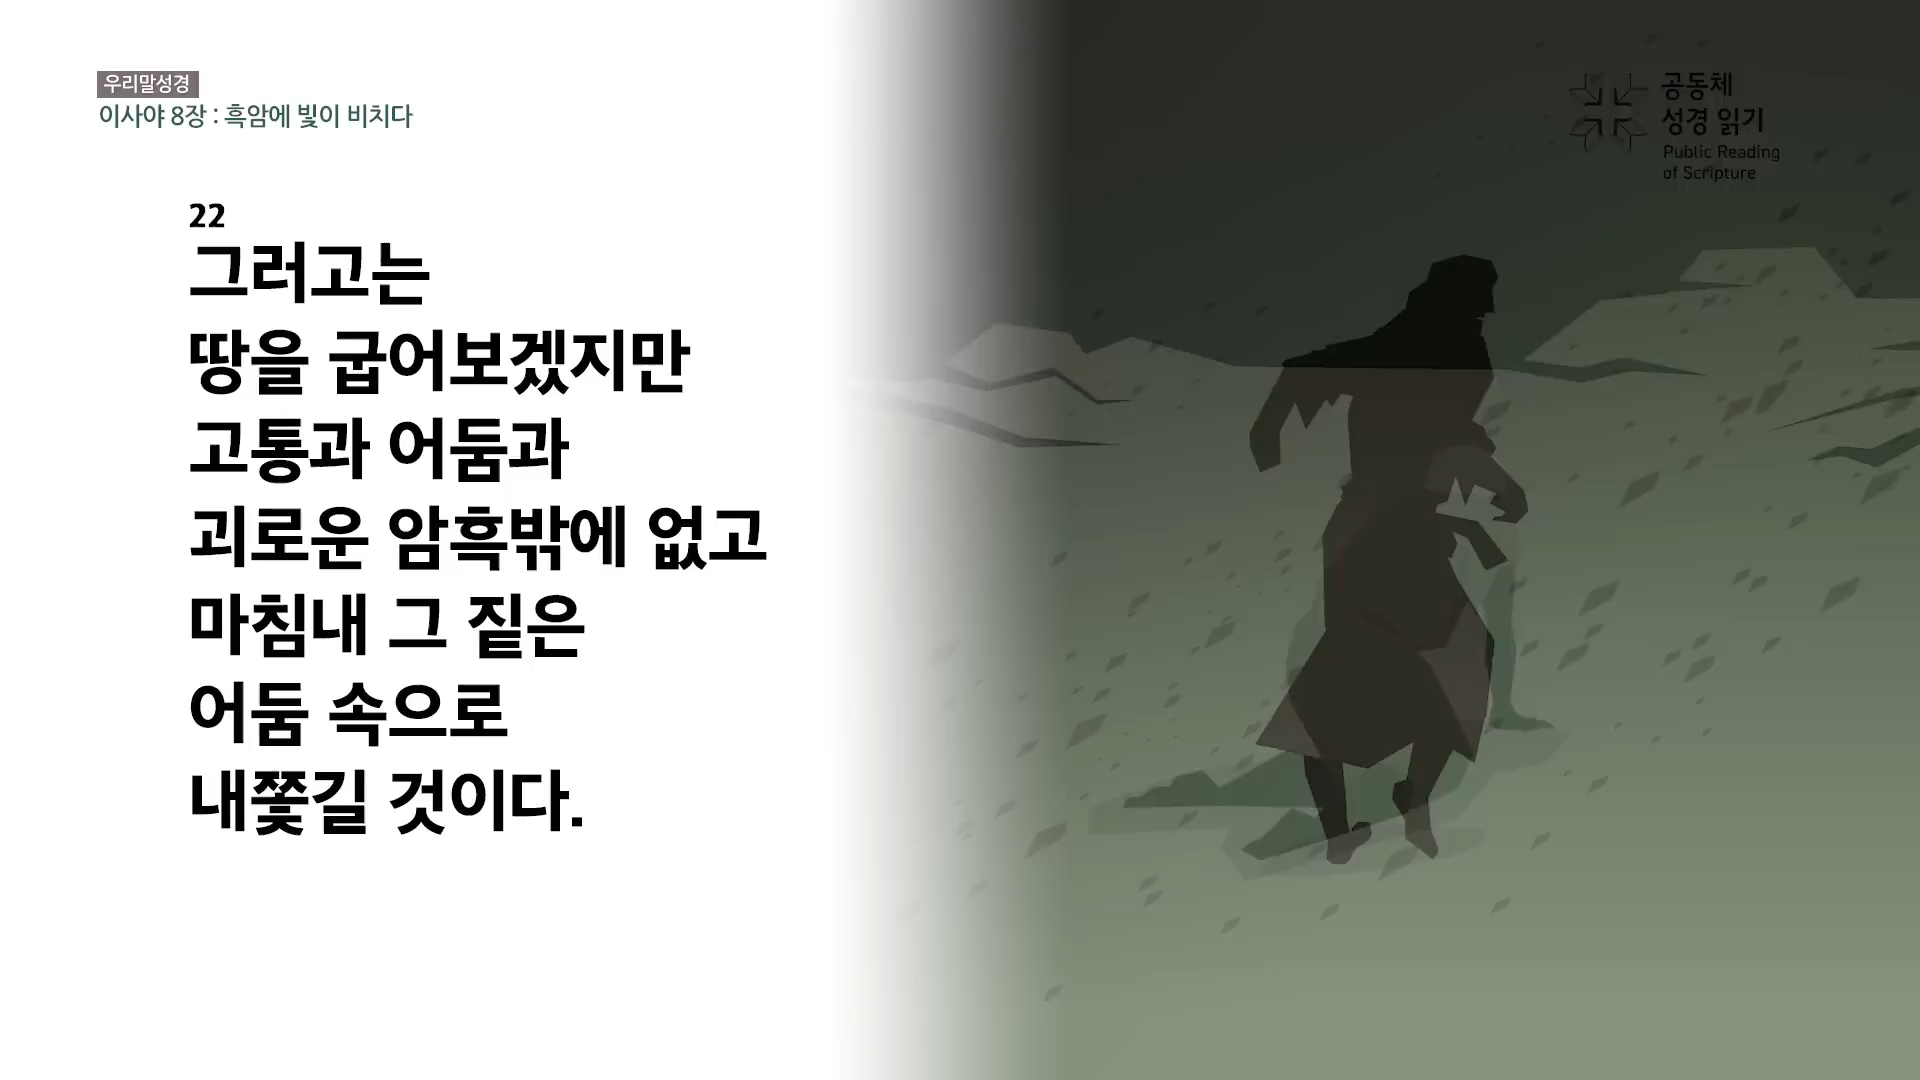 우리말성경
이사야 8장 : 흑암에 빛이 비치다
공동체
성경 읽기
Public Reading
of Scripture
22
그러고는
땅을 굽어보겠지만
고통과 어둠과
괴로운 암흑밖에 없고
마침내 그 짙은
어둠 속으로
내쫓길 것이다.